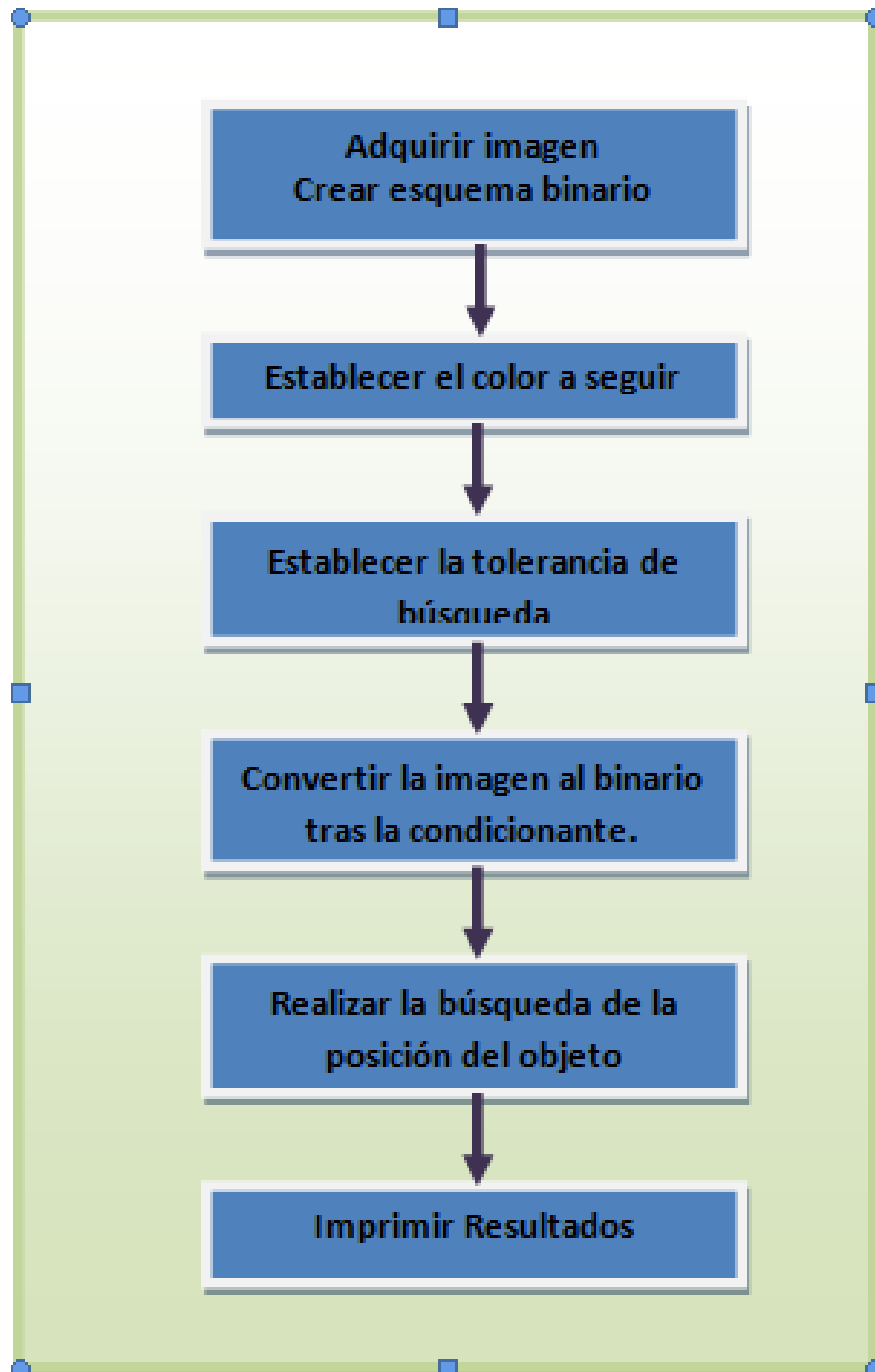 Adquirir imagen
Crear esquema binario
Establecer el color a seguir
Establecer la tolerancia de
búsqueda
Convertir la imagen al binario
tras la condicionante.
Realizar la búsqueda de la
posición del objeto
Imprimir Resultados